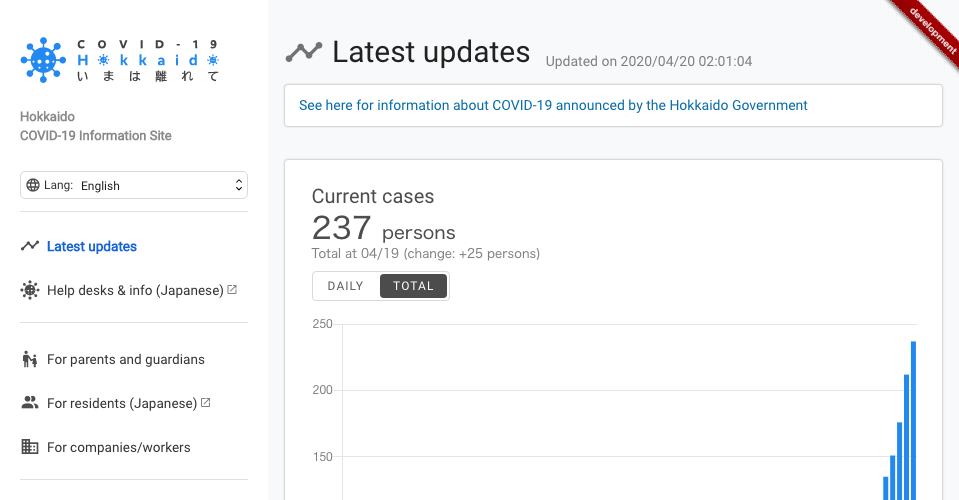 COVID-19
Hokkaido
いまは離れて
Hokkaido
COVID-19 Information Site
Lang: English
Latest updates
Help desks & info (Japanese)
For parents and guardians
For residents (Japanese)
For companies/workers
development
Latest updates Updated on 2020/04/20 02:01:04
See here for information about COVID-19 announced by the Hokkaido Government
Current cases
237 persons
Total at 04/19 (change: +25 persons)
DAILY TOTAL
250
200
150